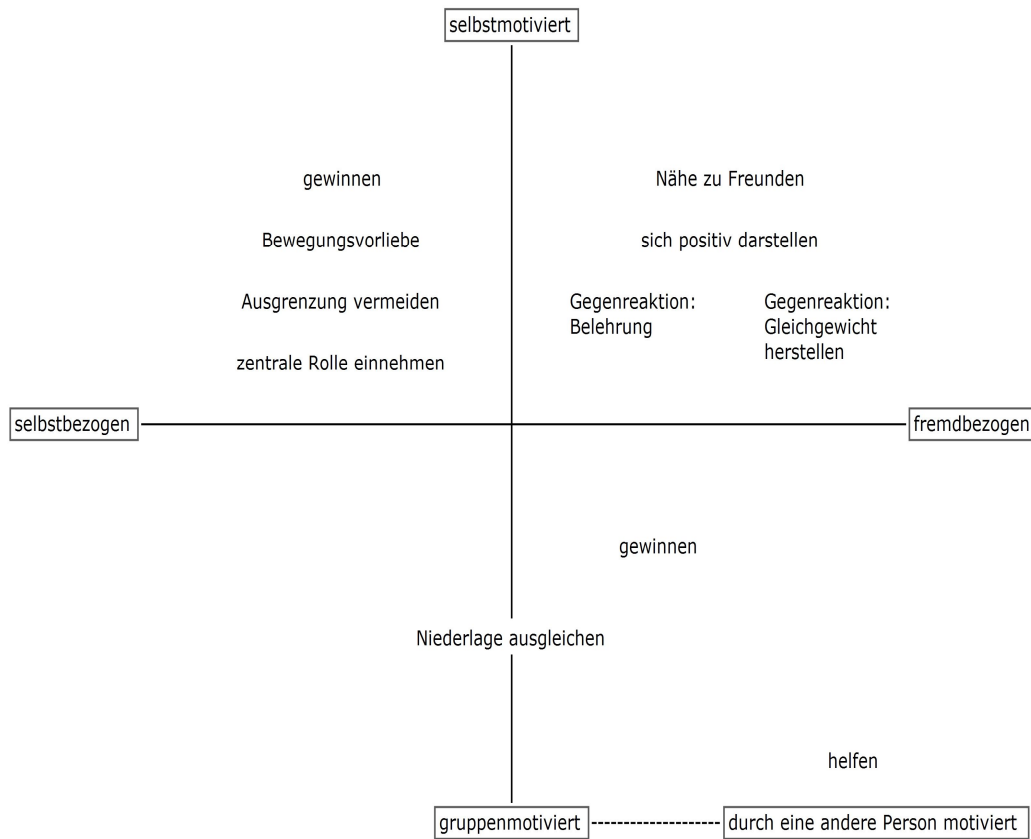 selbstmotiviert
gewinnen
Nähe zu Freunden
Bewegungsvorliebe
sich positiv darstellen
Ausgrenzung vermeiden
Gegenreaktion:
Belehrung
Gegenreaktion:
Gleichgewicht
herstellen
zentrale Rolle einnehmen
selbstbezogen
fremdbezogen
gewinnen
Niederlage ausgleichen
helfen
gruppenmotiviert
durch eine andere Person motiviert